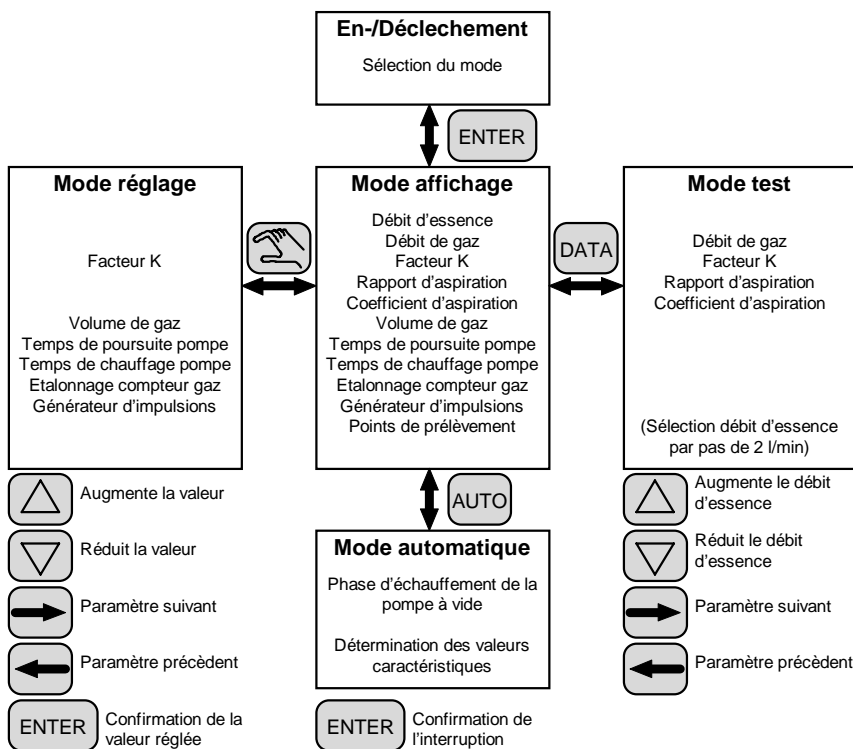 En-/Déclechement
Sélection du mode
ENTER
Mode réglage
Facteur K
Volume de gaz
Temps de poursuite pompe
Temps de chauffage pompe
Etalonnage compteur gaz
Générateur d'impulsions
Mode affichage
Débit d'essence
Débit de gaz
Facteur K
Rapport d'aspiration
Coefficient d'aspiration
Volume de gaz
Temps de poursuite pompe
Temps de chauffage pompe
Etalonnage compteur gaz
Générateur d'impulsions
Points de prélèvement
DATA
Mode test
Débit de gaz
Facteur K
Rapport d'aspiration
Coefficient d'aspiration
(Sélection débit d'essence
par pas de 2 l/min)
Augmente la valeur
Réduit la valeur
Paramètre suivant
Paramètre précèdent
ENTER
Confirmation de la
valeur réglée
AUTO
Mode automatique
Phase d'échauffement de la
pompe à vide
Détermination des valeurs
caractéristiques
ENTER
Confirmation de
l'interruption
Augmente le débit
d'essence
Réduit le débit
d'essence
Paramètre suivant
Paramètre précèdent